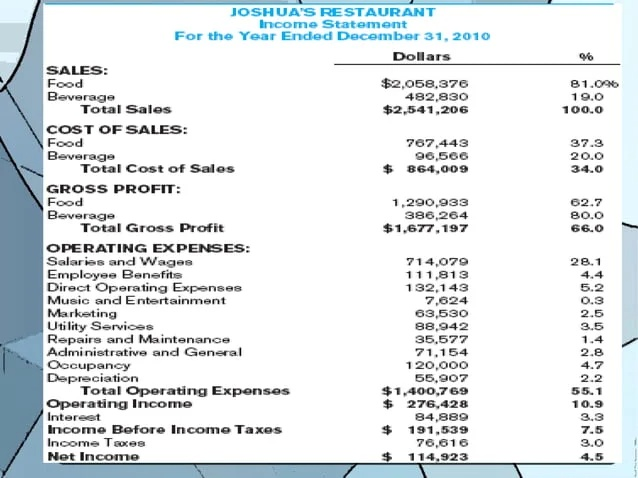 JOSHUA'S RESTAURANT
Income Statement
For the Year Ended December 31, 2010
Dollars %
SALES:
Food $2,058,376 81.0%
Beverage 482,830 19.0
Total Sales $2,541,206 100.0
COST OF SALES:
Food 767,443 37.3
Beverage 96,566 20.0
Total Cost of Sales $ 864,009 34.0
GROSS PROFIT:
Food 1,290,933 62.7
Beverage 386,264 80.0
Total Gross Profit $1,677,197 66.0
OPERATING EXPENSES:
Salaries and Wages 714,079 28.1
Employee Benefits 111,813 4.4
Direct Operating Expenses 132,143 5.2
Music and Entertainment 7,624 0.3
Marketing 63,530 2.5
Utility Services 88,942 3.5
Repairs and Maintenance 35,577 1.4
Administrative and General 71,154 2.8
Occupancy 120,000 4.7
Depreciation 55,907 2.2
Total Operating Expenses $1,400,769 55.1
Operating Income $ 276,428 10.9
Interest 84,889 3.3
Income Before Income Taxes $ 191,539 7.5
Income Taxes 76,616 3.0
Net Income $ 114,923 4.5